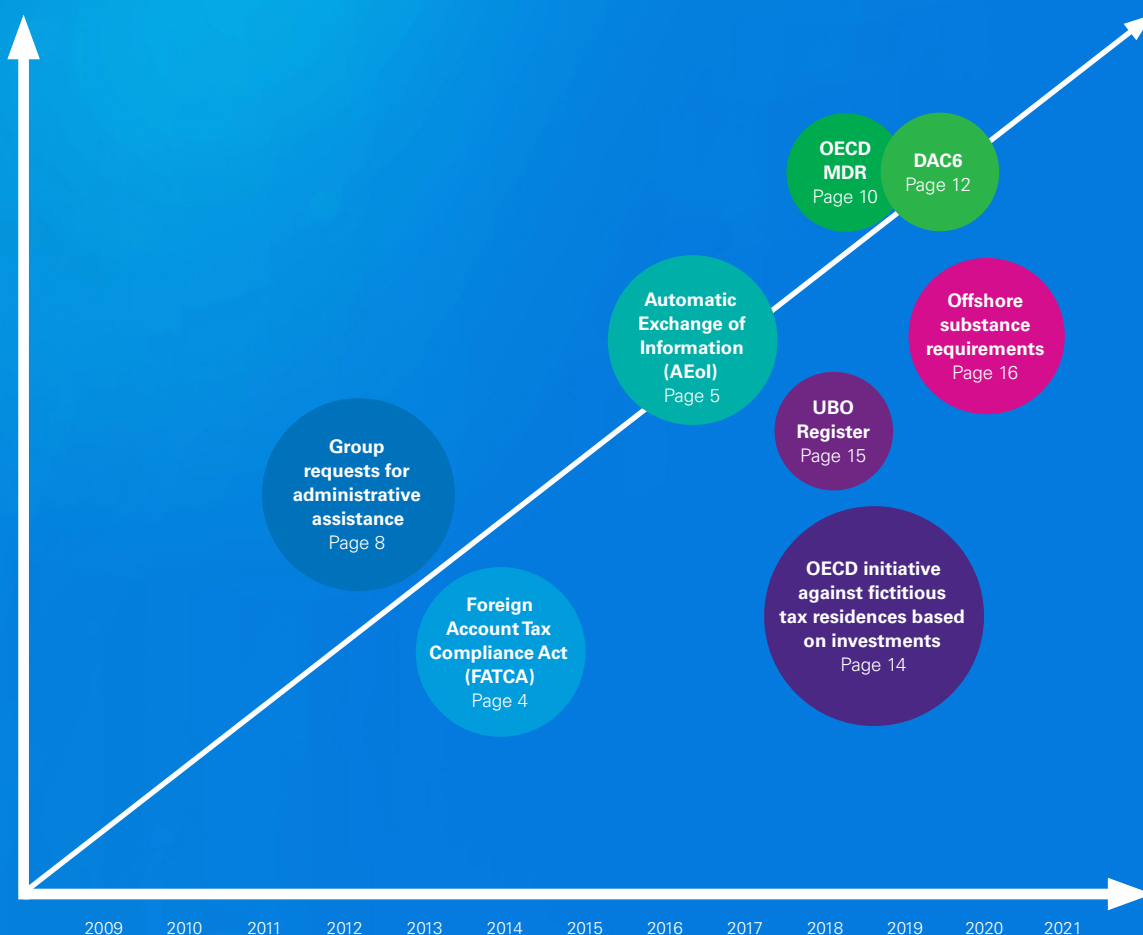 OECD
MDR
Page 10
DAC6
Page 12
Automatic
Exchange of
Information
(AEoI)
Page 5
Offshore
substance
requirements
Page 16
UBO
Register
Page 15
Group
requests for
administrative
assistance
Page 8
OECD initiative
against fictitious
tax residences based
on investments
Page 14
Foreign
Account Tax
Compliance Act
(FATCA)
Page 4
2009 2010 2011 2012 2013 2014 2015 2016 2017 2018 2019 2020 2021